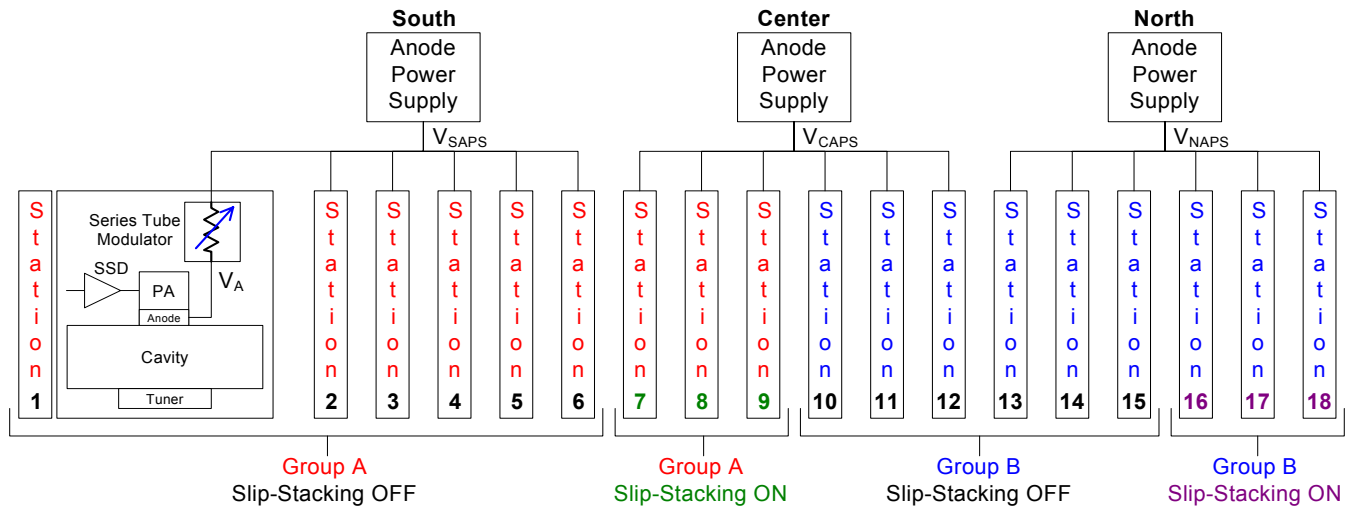 South
Center
North
Anode
Power
Supply
Anode
Power
Supply
Anode
Power
Supply
VSAPS
VCAPS
VNAPS
Station
1
Series Tube
Modulator
SSD
PA
VA
Anode
Cavity
Tuner
Station
2
Station
3
Station
4
Station
5
Station
6
Station
7
Station
8
Station
9
Station
10
Station
11
Station
12
Station
13
Station
14
Station
15
Station
16
Station
17
Station
18
Group A
Slip-Stacking OFF
Group A
Slip-Stacking ON
Group B
Slip-Stacking OFF
Group B
Slip-Stacking ON